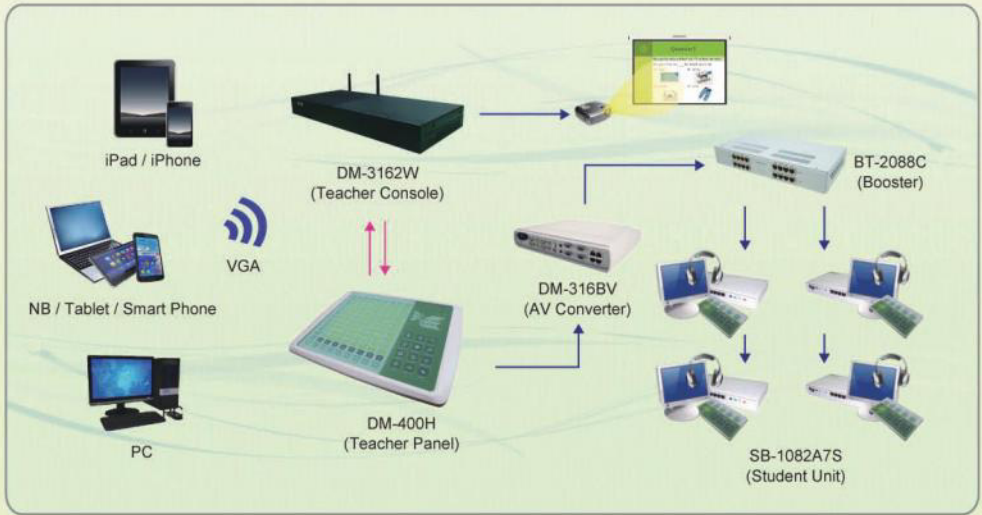 iPad / iPhone
DM-3162W
(Teacher Console)
BT-2088C
(Booster)
VGA
NB / Tablet / Smart Phone
DM-316BV
(AV Converter)
DM-400H
(Teacher Panel)
PC
SB-1082A7S
(Student Unit)